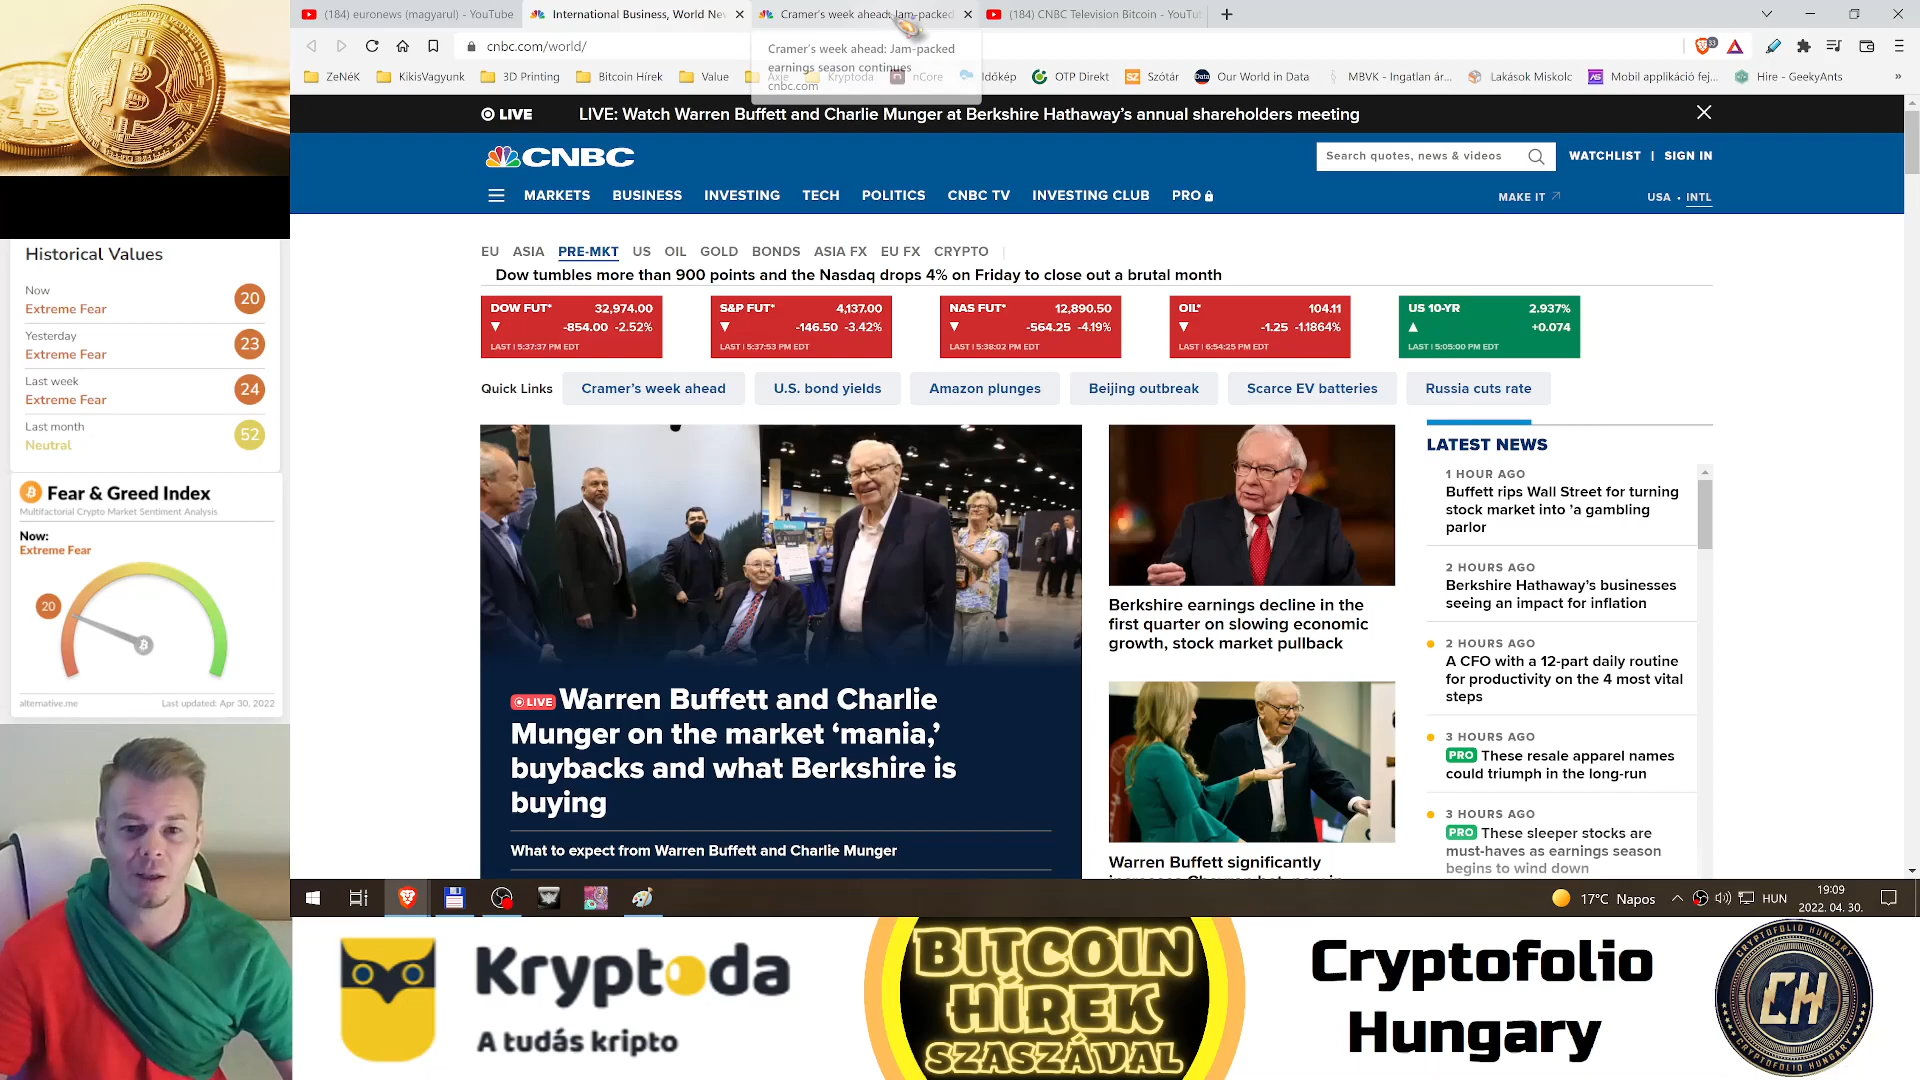 (184) euronews (magyarul) - YouTube
International Business, World Ne
Cramer's week ahead: Jam-packed
(184) CNBC Television Bitcoin - YouTu
cnbc.com/world/
33
Cramer's week ahead: Jam-packed
earnings season continues
cnbc.com
ZeNéK
KikisVagyunk
3D Printing
Bitcoin Hírek
Value
Axie
Kryptoda
nCore
Időkép
OTP Direkt
SZ Szótár
Our World in Data
MBVK - Ingatlan ár...
Lakások Miskolc
Mobil applikáció fej...
Hire - GeekyAnts
»
LIVE
LIVE: Watch Warren Buffett and Charlie Munger at Berkshire Hathaway's annual shareholders meeting
CNBC
Search quotes, news & videos
WATCHLIST | SIGN IN
MARKETS
BUSINESS
INVESTING
TECH
POLITICS
CNBC TV
INVESTING CLUB
PRO
MAKE IT
USA • INTL
EU
ASIA
PRE-MKT
US
OIL
GOLD
BONDS
ASIA FX
EU FX
CRYPTO
Dow tumbles more than 900 points and the Nasdaq drops 4% on Friday to close out a brutal month
DOW FUT* 32,974.00
▼ -854.00 -2.52%
LAST | 5:37:37 PM EDT
S&P FUT* 4,137.00
▼ -146.50 -3.42%
LAST | 5:37:53 PM EDT
NAS FUT* 12,890.50
▼ -564.25 -4.19%
LAST | 5:38:02 PM EDT
OIL* 104.11
▼ -1.25 -1.1864%
LAST | 6:54:25 PM EDT
US 10-YR 2.937%
▲ +0.074
LAST | 5:05:00 PM EDT
Quick Links
Cramer's week ahead
U.S. bond yields
Amazon plunges
Beijing outbreak
Scarce EV batteries
Russia cuts rate
LIVE Warren Buffett and Charlie
Munger on the market 'mania,'
buybacks and what Berkshire is
buying
What to expect from Warren Buffett and Charlie Munger
Berkshire earnings decline in the
first quarter on slowing economic
growth, stock market pullback
Warren Buffett significantly
LATEST NEWS
1 HOUR AGO
Buffett rips Wall Street for turning
stock market into 'a gambling
parlor
2 HOURS AGO
Berkshire Hathaway's businesses
seeing an impact for inflation
2 HOURS AGO
A CFO with a 12-part daily routine
for productivity on the 4 most vital
steps
3 HOURS AGO
PRO These resale apparel names
could triumph in the long-run
3 HOURS AGO
PRO These sleeper stocks are
must-haves as earnings season
begins to wind down
Historical Values
Now
Extreme Fear
20
Yesterday
Extreme Fear
23
Last week
Extreme Fear
24
Last month
Neutral
52
Fear & Greed Index
Multifactorial Crypto Market Sentiment Analysis
Now:
Extreme Fear
20
alternative.me
Last updated: Apr 30, 2022
17°C Napos
HUN
19:09
2022. 04. 30.
Kryptoda
A tudás kripto
BITCOIN
HÍREK
SZASZÁVAL
Cryptofolio
Hungary
CRYPTOFOLIO HUNGARY
CH
CRYPTOFOLIO HUNGARY